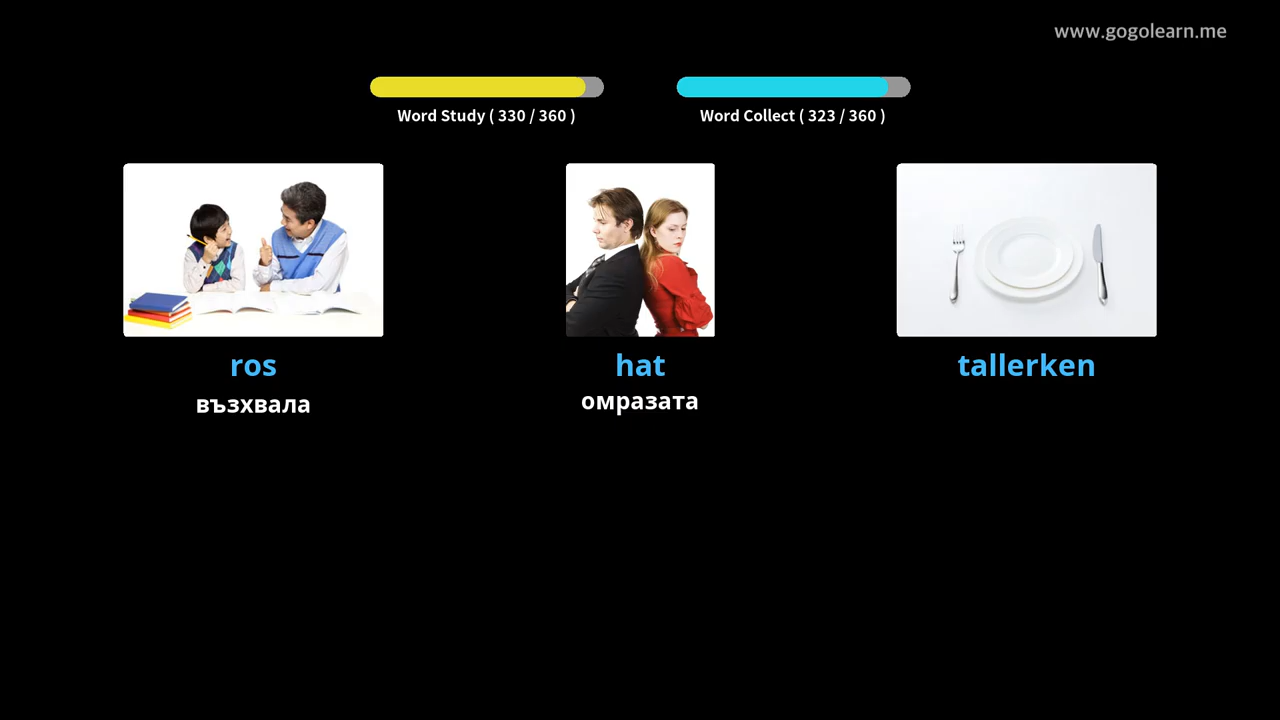 www.gogolearn.me
Word Study ( 330 / 360 )
Word Collect ( 323 / 360 )
ros
възхвала
hat
омразата
tallerken